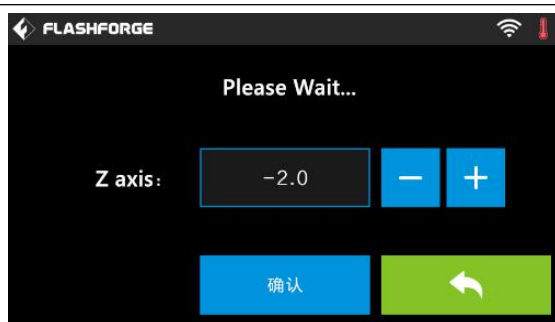 FLASHFORGE
Please Wait...
Z axis:
-2.0
确认